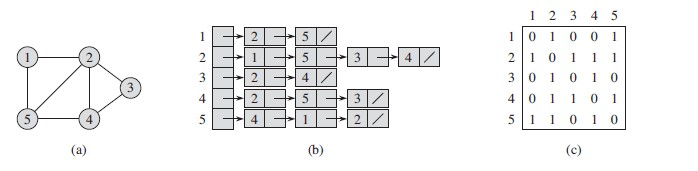 1 2 3 4 5
1 2 5 /
2 1 5 3 4 /
3 2 4 /
4 2 5 3 /
5 4 1 2 /
1 2 3 4 5
1 0 1 0 0 1
2 1 0 1 1 1
3 0 1 0 1 0
4 0 1 1 0 1
5 1 1 0 1 0
(a) (b) (c)